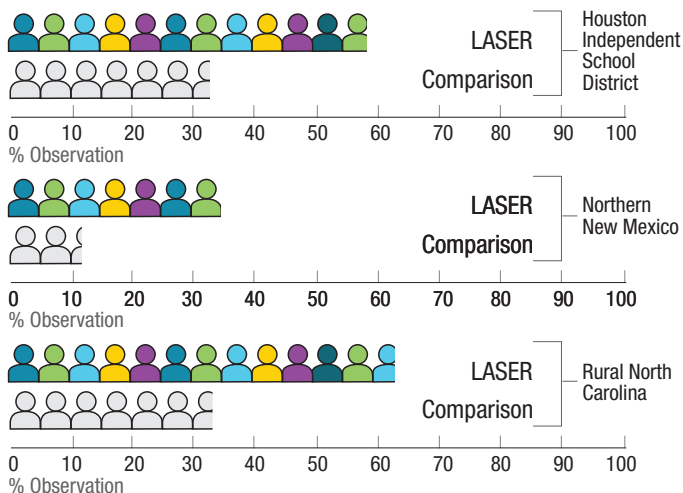 LASER
Comparison
Houston
Independent
School
District
0 10 20 30 40 50 60 70 80 90 100
% Observation
LASER
Comparison
Northern
New Mexico
0 10 20 30 40 50 60 70 80 90 100
% Observation
LASER
Comparison
Rural North
Carolina
0 10 20 30 40 50 60 70 80 90 100
% Observation